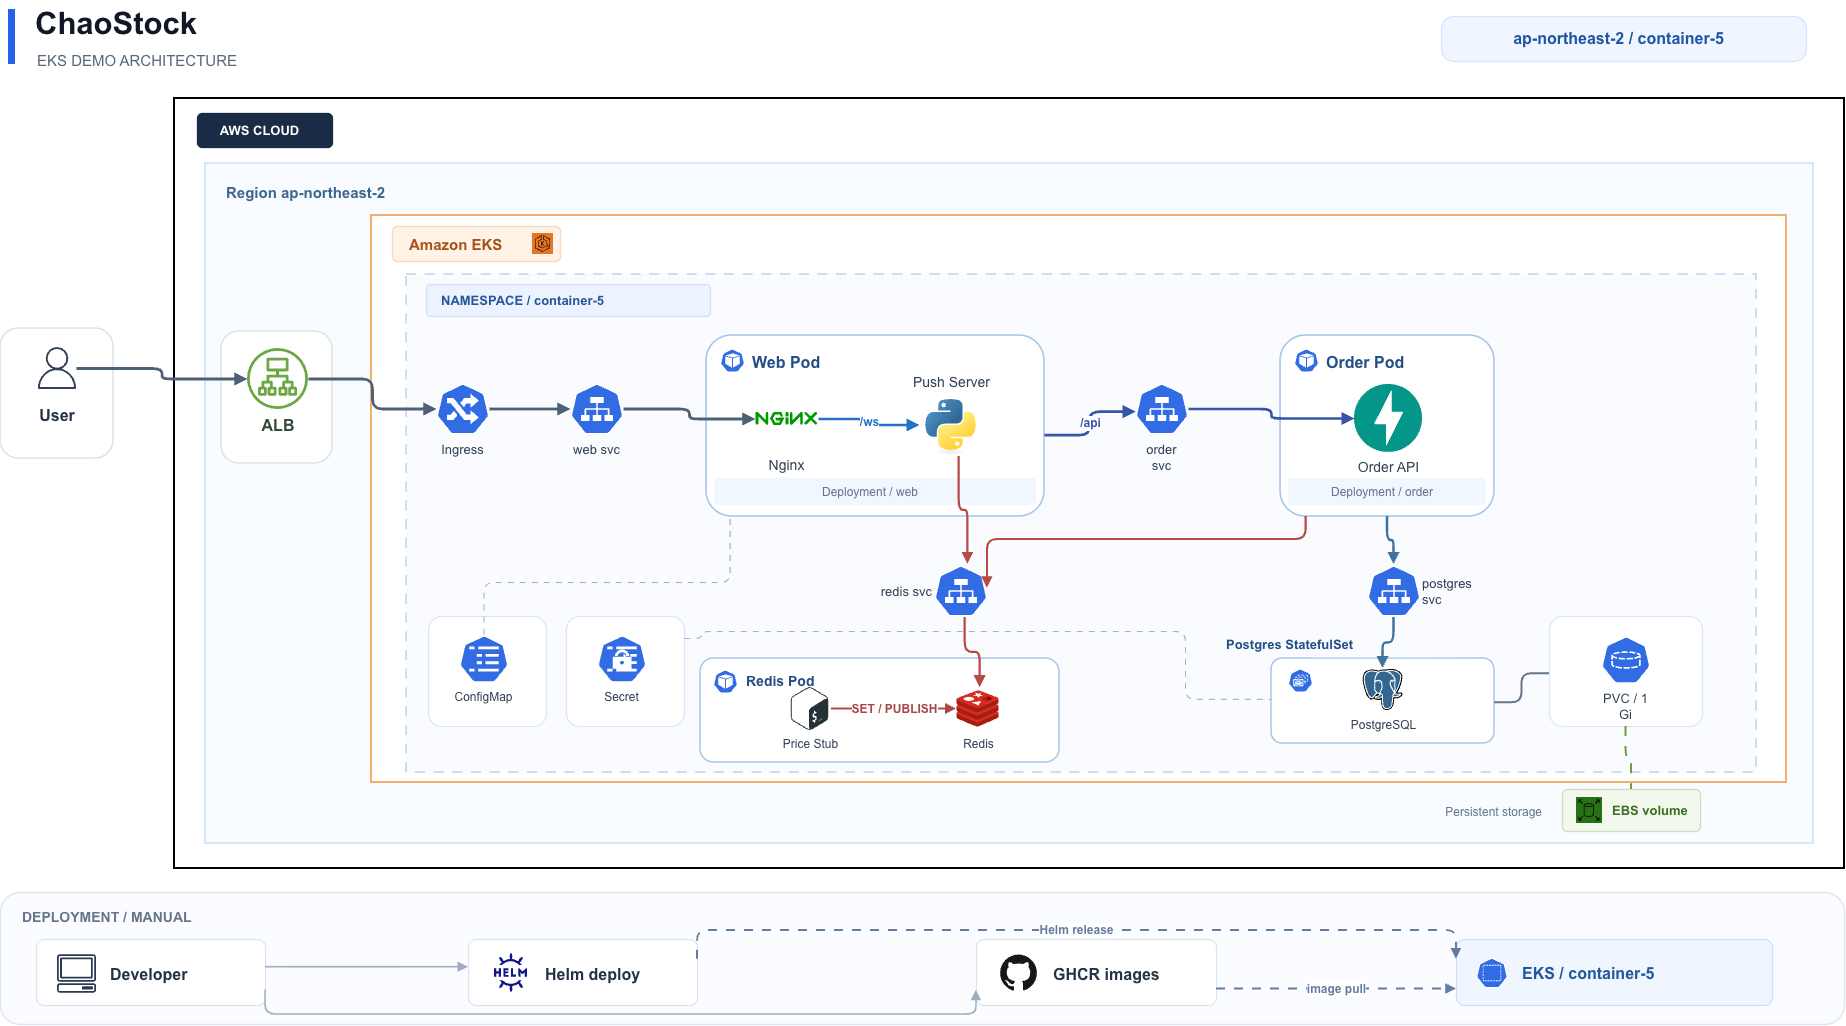 ChaoStock
EKS DEMO ARCHITECTURE
ap-northeast-2 / container-5
AWS CLOUD
Region ap-northeast-2
Amazon EKS
NAMESPACE / container-5
User
ALB
Ingress
web svc
Web Pod
Push Server
NGiNX
/ws
Nginx
Deployment / web
/api
order
svc
Order Pod
Order API
Deployment / order
redis svc
postgres
svc
ConfigMap
Secret
Redis Pod
SET / PUBLISH
Price Stub
Redis
Postgres StatefulSet
PostgreSQL
PVC / 1
Gi
Persistent storage
EBS volume
DEPLOYMENT / MANUAL
Developer
HELM
Helm deploy
Helm release
GHCR images
image pull
EKS / container-5